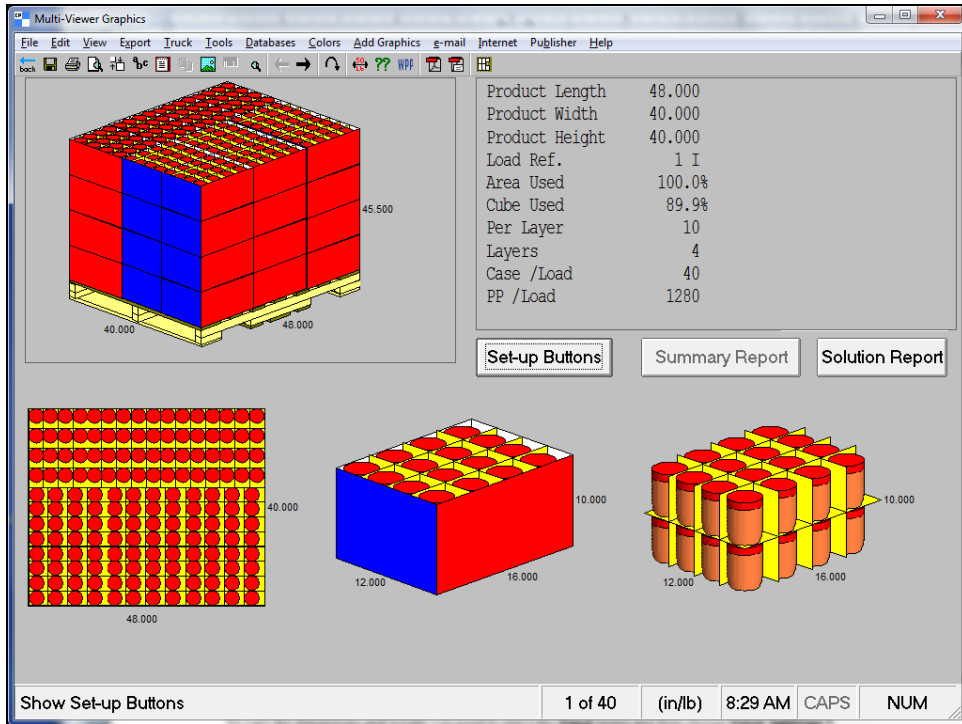 Multi-Viewer Graphics
File Edit View Export Truck Tools Databases Colors Add Graphics e-mail Internet Publisher Help
back abc ?? WPP
45.500
40.000 48.000
Product Length 48.000
Product Width 40.000
Product Height 40.000
Load Ref. 1 I
Area Used 100.0%
Cube Used 89.9%
Per Layer 10
Layers 4
Case /Load 40
PP /Load 1280
Set-up Buttons Summary Report Solution Report
40.000
48.000
10.000
12.000 16.000
10.000
12.000 16.000
Show Set-up Buttons 1 of 40 (in/lb) 8:29 AM CAPS NUM